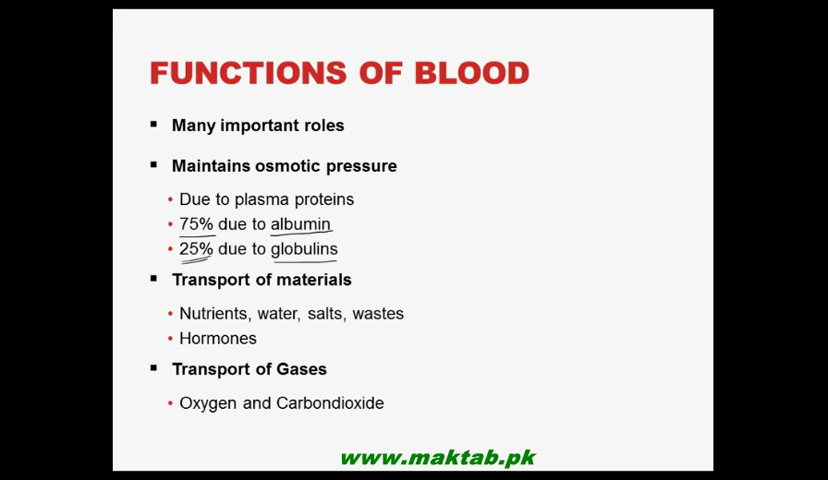 FUNCTIONS OF BLOOD
▪ Many important roles
▪ Maintains osmotic pressure
• Due to plasma proteins
• 75% due to albumin
• 25% due to globulins
▪ Transport of materials
• Nutrients, water, salts, wastes
• Hormones
▪ Transport of Gases
• Oxygen and Carbondioxide
www.maktab.pk